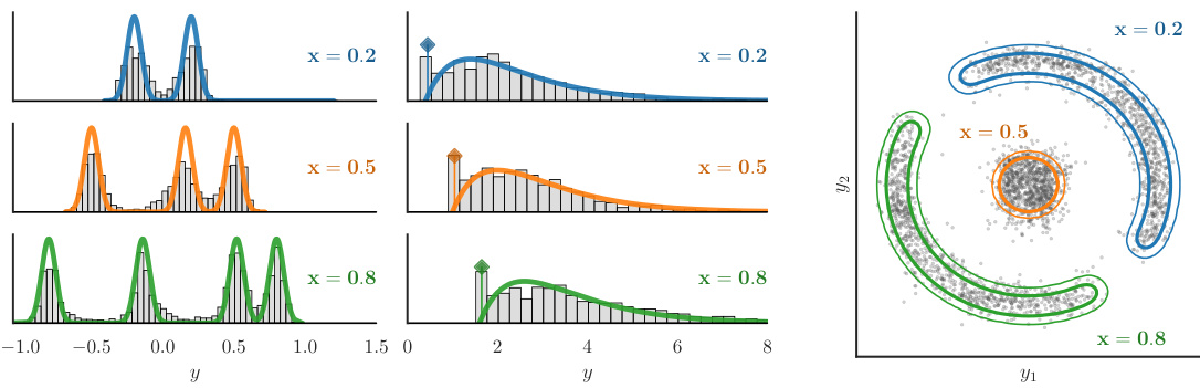 x = 0.2
x = 0.5
x = 0.8
−1.0 −0.5 0.0 0.5 1.0 1.5
y
x = 0.2
x = 0.5
x = 0.8
0 2 4 6 8
y
x = 0.2
x = 0.5
x = 0.8
y₂
y₁